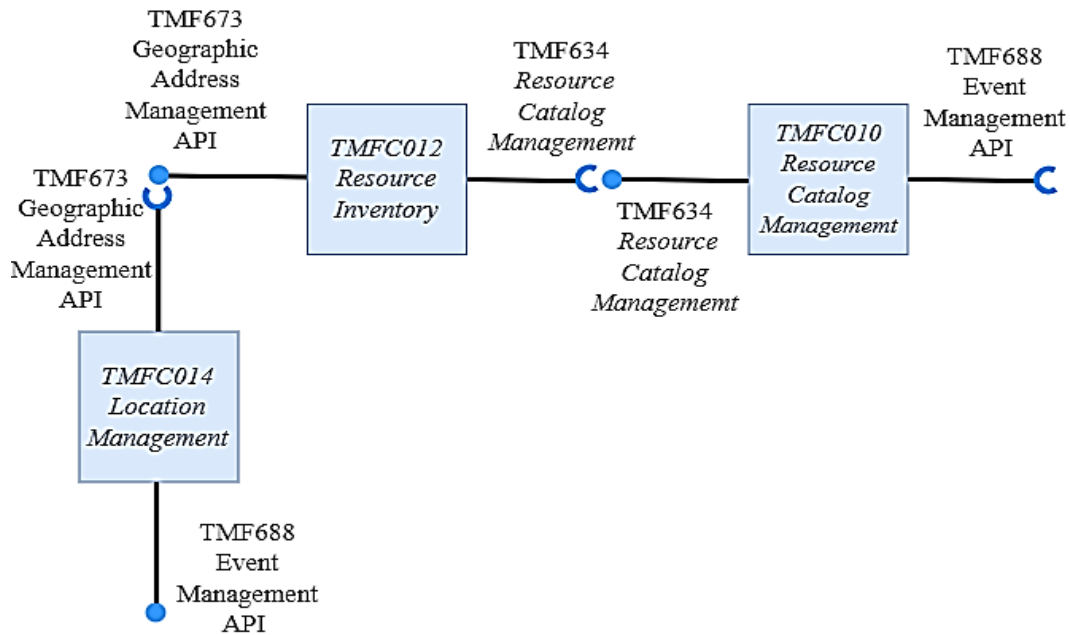 TMF673
Geographic
Address
Management
API
TMF634
Resource
Catalog
Management
TMF688
Event
Management
API
TMFC012
Resource
Inventory
TMFC010
Resource
Catalog
Managememt
TMF673
Geographic
Address
Management
API
TMF634
Resource
Catalog
Managememt
TMFC014
Location
Management
TMF688
Event
Management
API